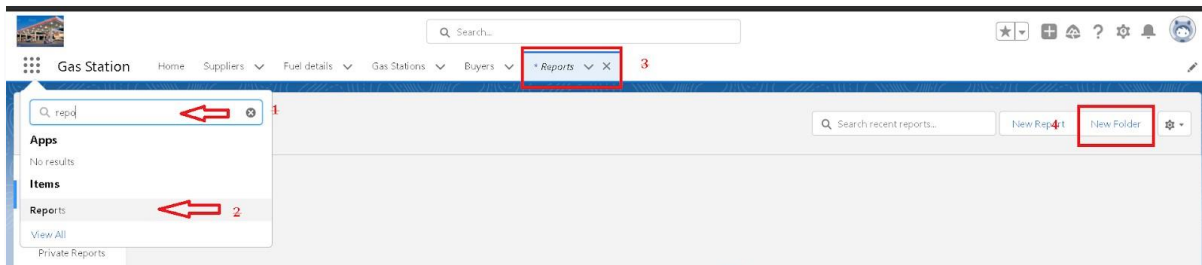 Search...
Gas Station Home Suppliers Fuel details Gas Stations Buyers * Reports 3
repo 1
Search recent reports...
New Report 4 New Folder
Apps
No results
Items
Reports 2
View All
Private Reports